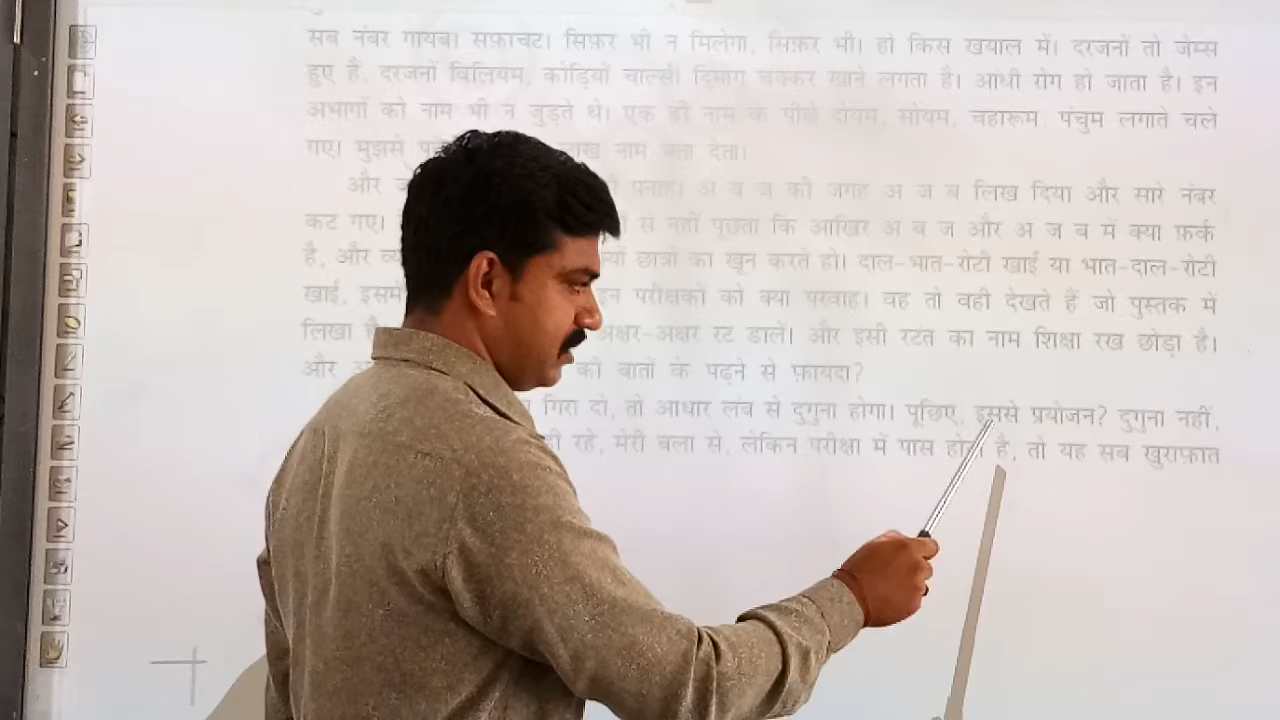 सब नंबर गायब। सफ़ाचट। सिफ़र भी न मिलेगा, सिफ़र भी। हो किस खयाल में। दरजनों तो जेम्स
हुए हैं, दरजनों विलियम, कोड़ियों चार्ल्स। दिमाग चक्कर खाने लगता है। आंधी रोग हो जाता है। इन
अभागों को नाम भी न जुड़ते थे। एक ही नाम के पीछे दोयम, सोयम, चहारूम, पंचुम लगाते चले
गए। मुझसे लाख नाम बता देता।
और पनाह। अ ब ज की जगह अ ज ब लिख दिया और सारे नंबर
कट गए। से नहीं पूछता कि आखिर अ ब ज और अ ज ब में क्या फ़र्क
है, और छात्रों का खून करते हो। दाल-भात-रोटी खाई या भात-दाल-रोटी
खाई, इसमें इन परीक्षकों को क्या परवाह। वह तो वही देखते हैं जो पुस्तक में
लिखा है अक्षर-अक्षर रट डालें। और इसी रटंत का नाम शिक्षा रख छोड़ा है।
और की बातों के पढ़ने से फ़ायदा?
गिरा दो, तो आधार लंब से दुगुना होगा। पूछिए, इससे प्रयोजन? दुगुना नहीं,
ही रहे, मेरी बला से, लेकिन परीक्षा में पास होना है, तो यह सब खुराफ़ात